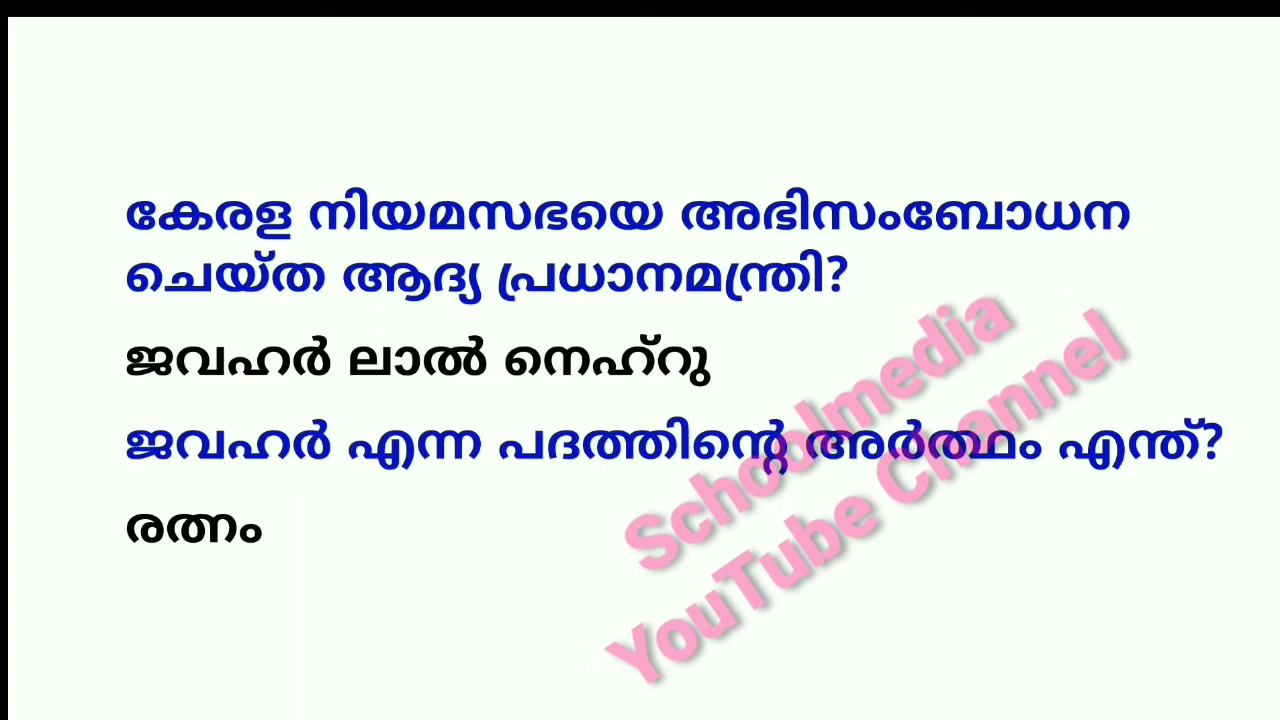 കേരള നിയമസഭയെ അഭിസംബോധന
ചെയ്ത ആദ്യ പ്രധാനമന്ത്രി?
ജവഹർ ലാൽ നെഹ്റു
ജവഹർ എന്ന പദത്തിന്റെ അർത്ഥം എന്ത്?
രത്നം
Schoolmedia
YouTube Channel